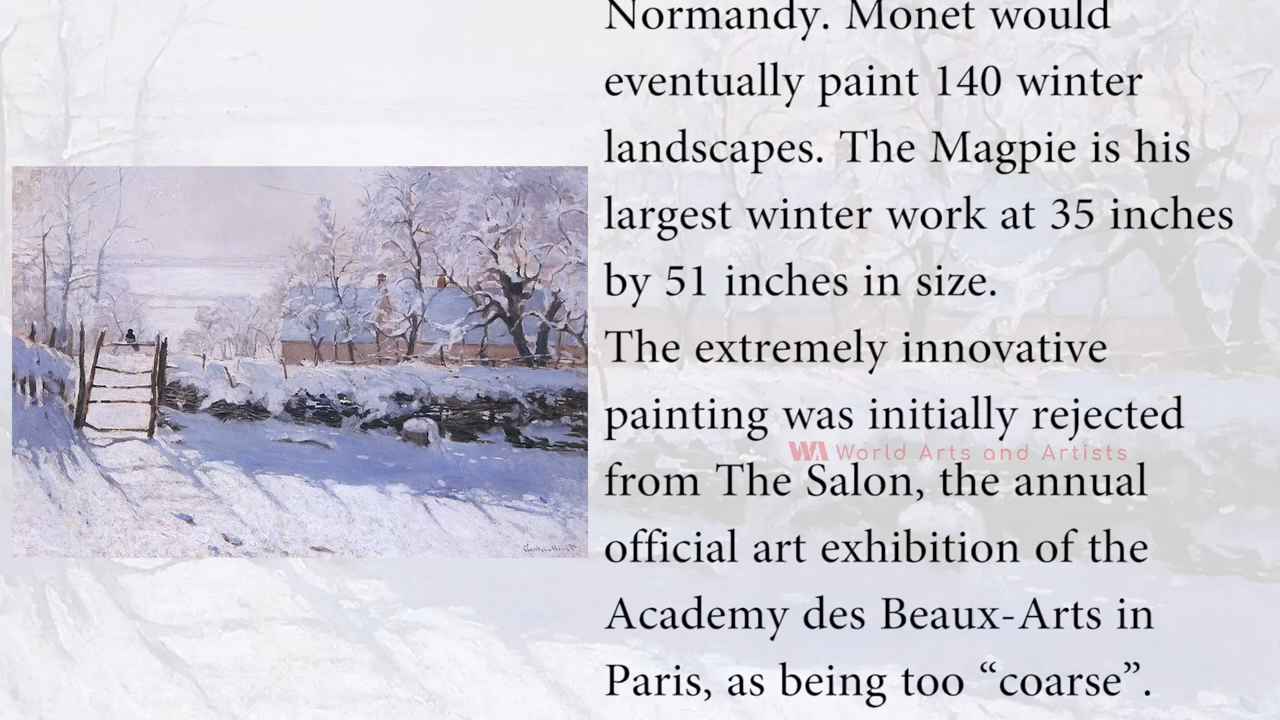 Normandy. Monet would
eventually paint 140 winter
landscapes. The Magpie is his
largest winter work at 35 inches
by 51 inches in size.
The extremely innovative
painting was initially rejected
WA World Arts and Artists
from The Salon, the annual
official art exhibition of the
Academy des Beaux-Arts in
Paris, as being too “coarse”.